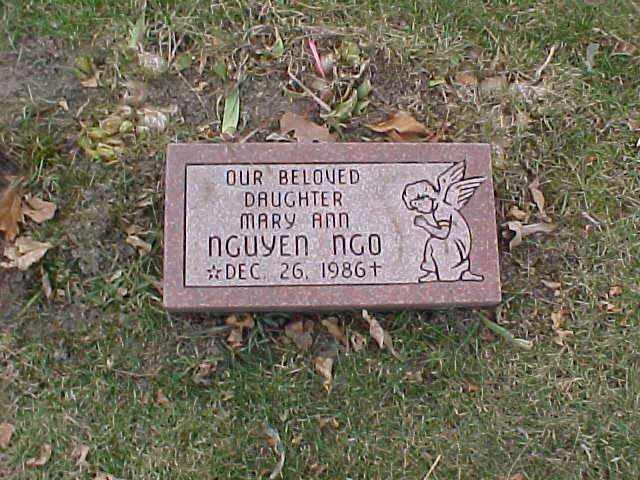 OUR BELOVED
DAUGHTER
MARY ANN
NGUYEN NGO
☆DEC. 26, 1986✝